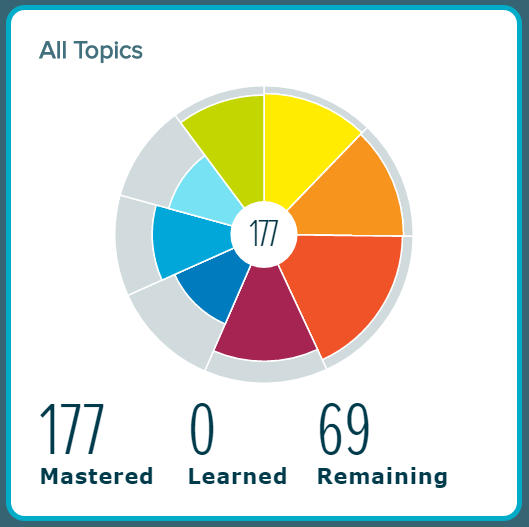 All Topics
177
177 0 69
Mastered Learned Remaining